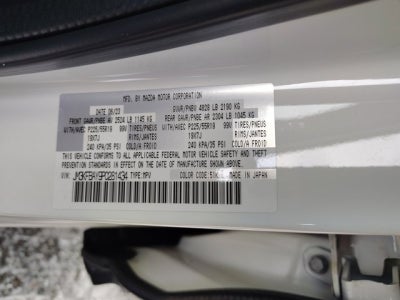 MFD. BY MAZDA MOTOR CORPORATION
DATE 06/23 GVWR/PNBV 4828 LB 2190 KG
FRONT GAWR/PNBE AV 2524 LB 1145 KG REAR GAWR/PNBE AR 2304 LB 1045 KG
WITH/AVEC P225/55R19 99V TIRES/PNEUS WITH/AVEC P225/55R19 99V TIRES/PNEUS
19X7J RIMS/JANTES 19X7J RIMS/JANTES
240 KPA/35 PSI COLD/A FROID 240 KPA/35 PSI COLD/A FROID
THIS VEHICLE CONFORMS TO ALL APPLICABLE FEDERAL MOTOR VEHICLE SAFETY, BUMPER, AND THEFT
PREVENTION STANDARDS IN EFFECT ON THE DATE OF MANUFACTURE SHOWN ABOVE.
TYPE: MPV COLOR 51K MADE IN JAPAN